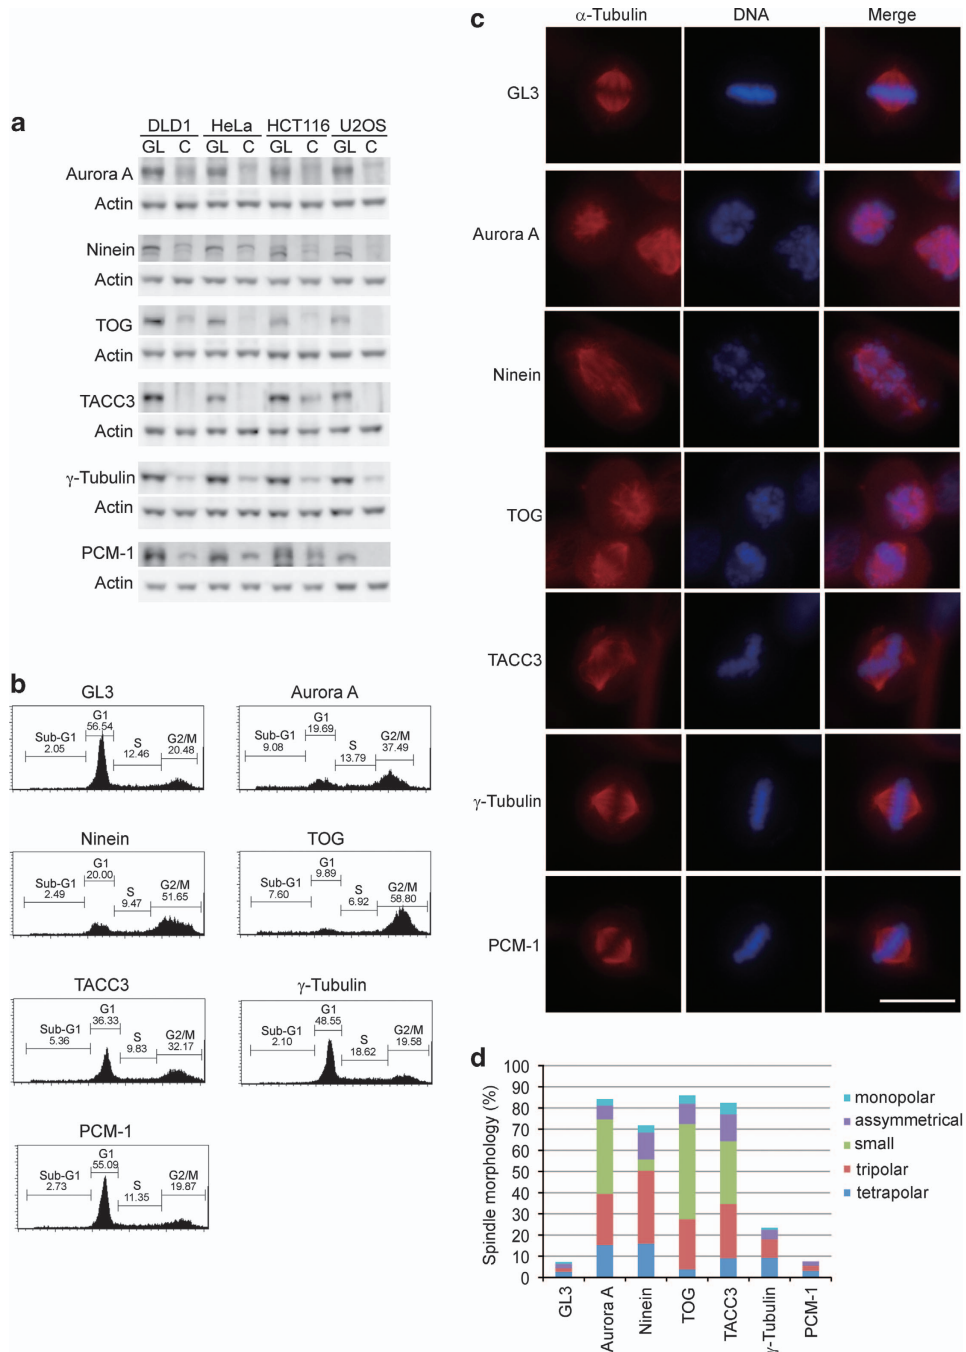 a
DLD1 HeLa HCT116 U2OS
GL C GL C GL C GL C
Aurora A
Actin
Ninein
Actin
TOG
Actin
TACC3
Actin
γ-Tubulin
Actin
PCM-1
Actin
b
GL3
Sub-G1
2.05
G1
56.54
S
12.46
G2/M
20.48
Aurora A
Sub-G1
9.08
G1
19.69
S
13.79
G2/M
37.49
Ninein
Sub-G1
2.49
G1
20.00
S
9.47
G2/M
51.65
TOG
Sub-G1
7.60
G1
9.89
S
6.92
G2/M
58.80
TACC3
Sub-G1
5.36
G1
36.33
S
9.83
G2/M
32.17
γ-Tubulin
Sub-G1
2.10
G1
48.55
S
18.62
G2/M
19.58
PCM-1
Sub-G1
2.73
G1
55.09
S
11.35
G2/M
19.87
c
α-Tubulin DNA Merge
GL3
Aurora A
Ninein
TOG
TACC3
γ-Tubulin
PCM-1
d
Spindle morphology (%)
100
90
80
70
60
50
40
30
20
10
0
GL3
Aurora A
Ninein
TOG
TACC3
γ-Tubulin
PCM-1
monopolar
assymmetrical
small
tripolar
tetrapolar